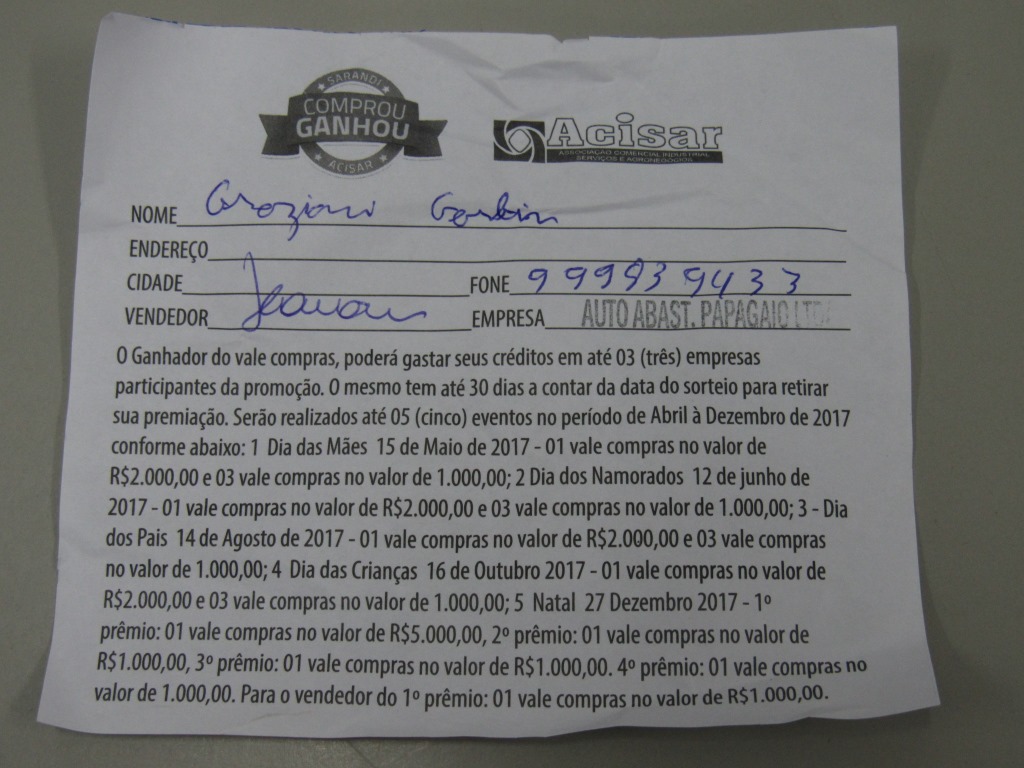 SARANDI
COMPROU
GANHOU
ACISAR
Acisar
ASSOCIAÇÃO COMERCIAL INDUSTRIAL
SERVIÇOS E AGRONEGÓCIOS
NOME Graziani Garbin
ENDEREÇO
CIDADE FONE 999939433
VENDEDOR EMPRESA AUTO ABAST. PAPAGAIO LTDA
O Ganhador do vale compras, poderá gastar seus créditos em até 03 (três) empresas
participantes da promoção. O mesmo tem até 30 dias a contar da data do sorteio para retirar
sua premiação. Serão realizados até 05 (cinco) eventos no período de Abril à Dezembro de 2017
conforme abaixo: 1 Dia das Mães 15 de Maio de 2017 - 01 vale compras no valor de
R$2.000,00 e 03 vale compras no valor de 1.000,00; 2 Dia dos Namorados 12 de junho de
2017 - 01 vale compras no valor de R$2.000,00 e 03 vale compras no valor de 1.000,00; 3 - Dia
dos Pais 14 de Agosto de 2017 - 01 vale compras no valor de R$2.000,00 e 03 vale compras
no valor de 1.000,00; 4 Dia das Crianças 16 de Outubro 2017 - 01 vale compras no valor de
R$2.000,00 e 03 vale compras no valor de 1.000,00; 5 Natal 27 Dezembro 2017 - 1º
prêmio: 01 vale compras no valor de R$5.000,00, 2º prêmio: 01 vale compras no valor de
R$1.000,00, 3º prêmio: 01 vale compras no valor de R$1.000,00. 4º prêmio: 01 vale compras no
valor de 1.000,00. Para o vendedor do 1º prêmio: 01 vale compras no valor de R$1.000,00.